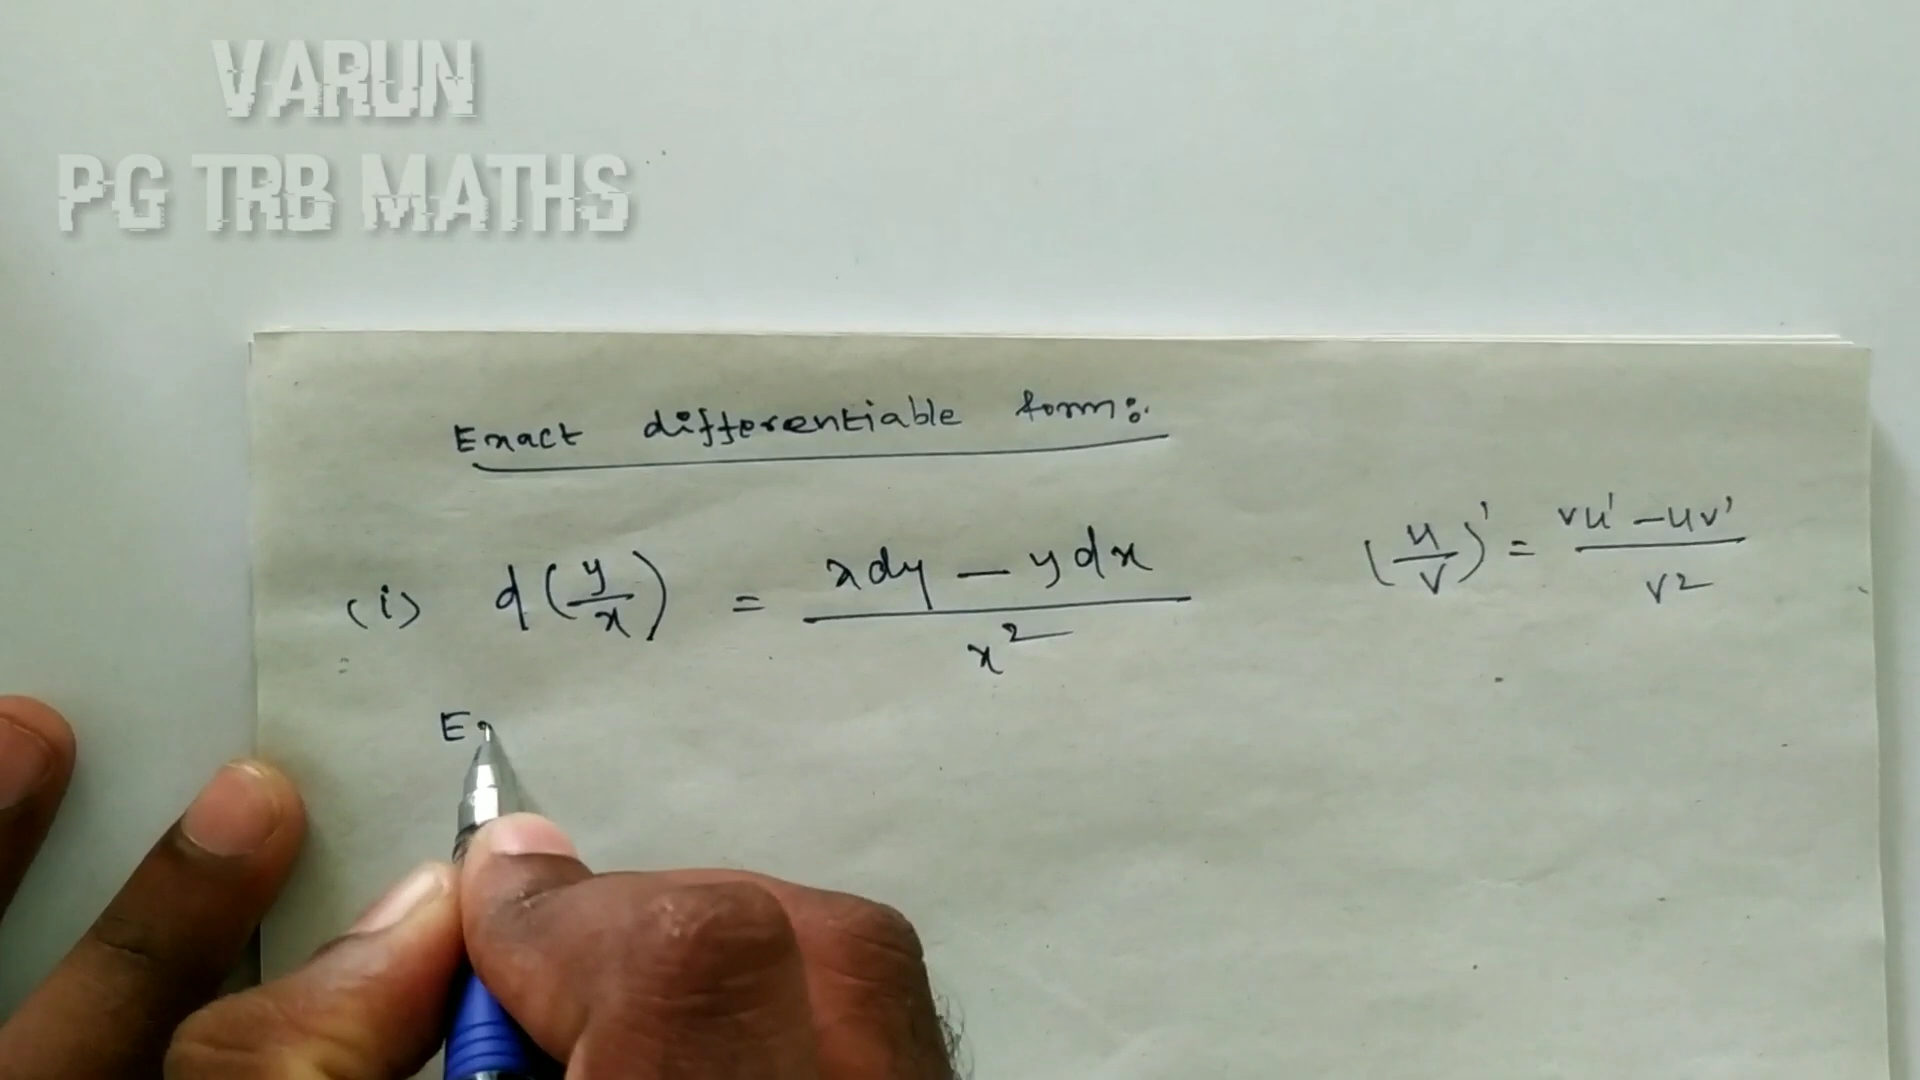 VARUN
PG TRB MATHS
Exact differentiable form:
(i) d(y/x) = xdy - ydx / x²
(u/v)' = vu' - uv' / v²